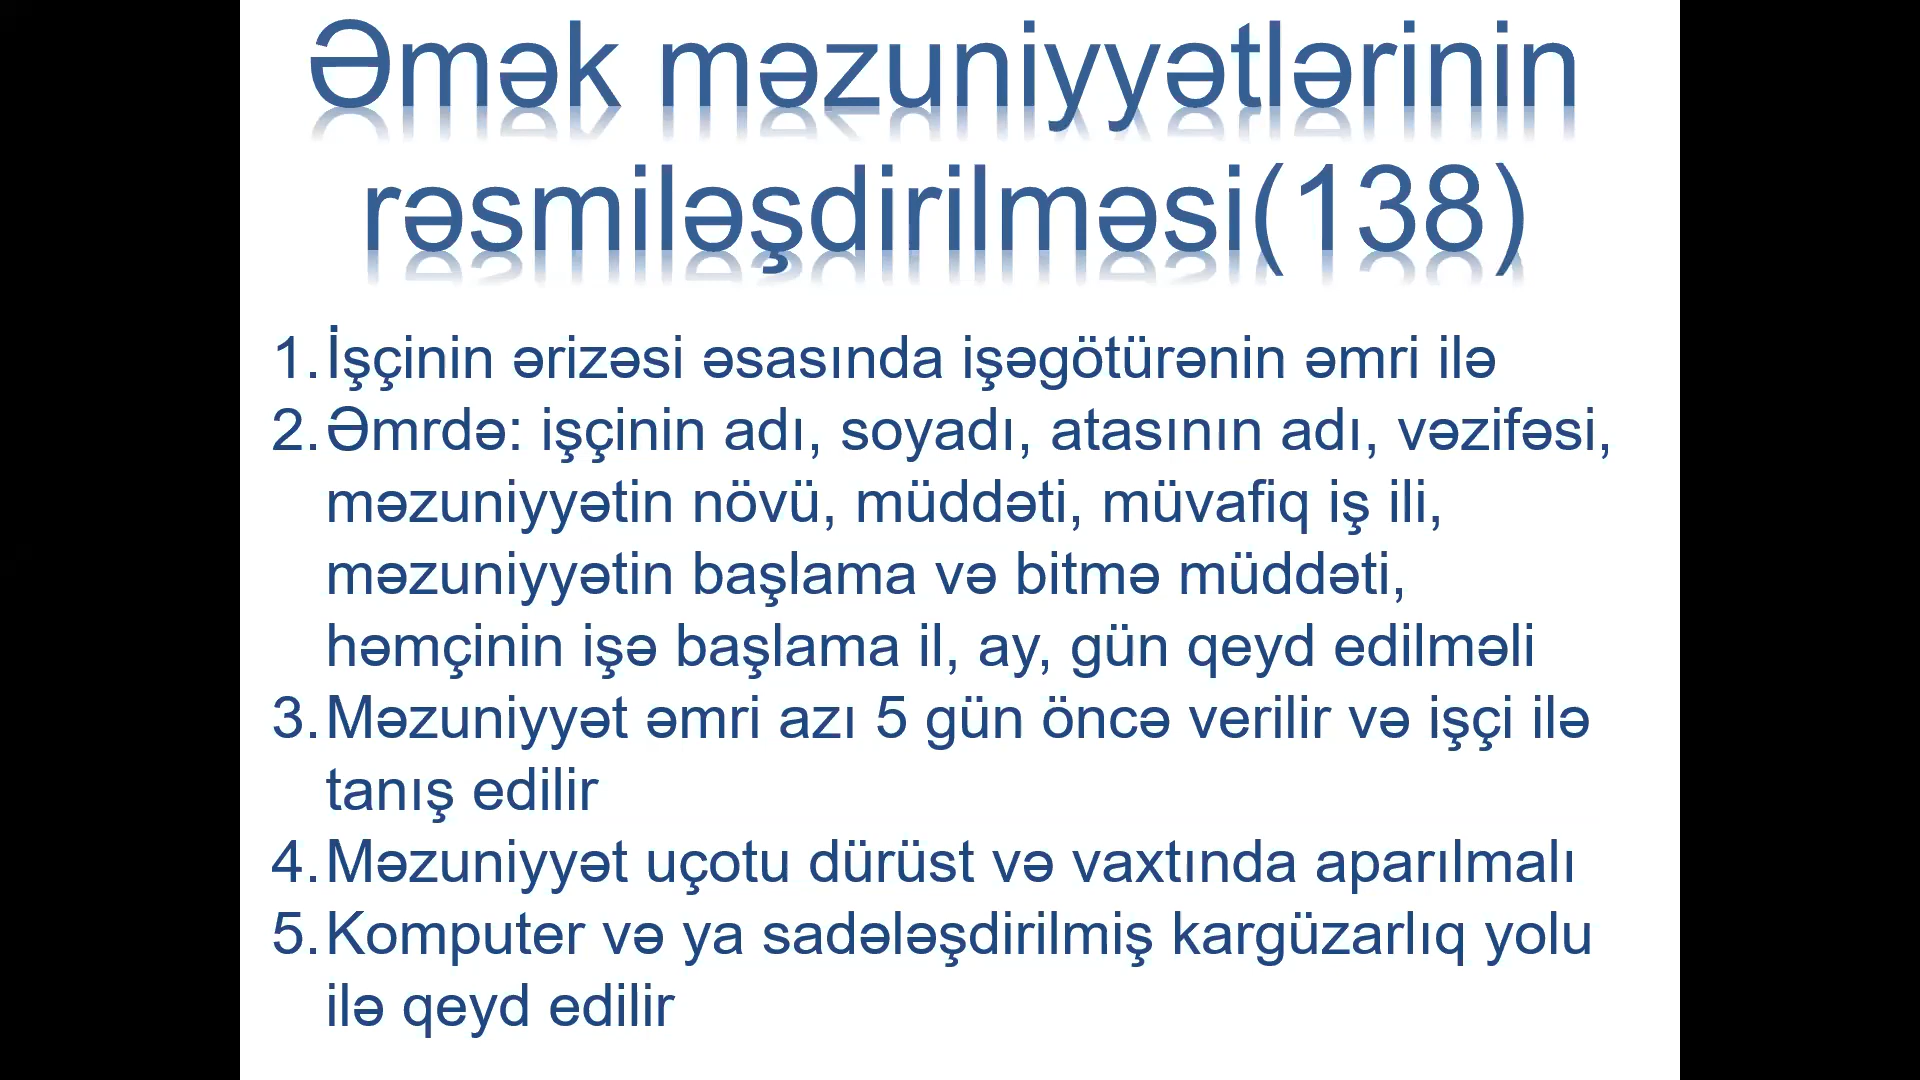 Əmək məzuniyyətlərinin
rəsmiləşdirilməsi(138)
1.İşçinin ərizəsi əsasında işəgötürənin əmri ilə
2.Əmrdə: işçinin adı, soyadı, atasının adı, vəzifəsi,
məzuniyyətin növü, müddəti, müvafiq iş ili,
məzuniyyətin başlama və bitmə müddəti,
həmçinin işə başlama il, ay, gün qeyd edilməli
3.Məzuniyyət əmri azı 5 gün öncə verilir və işçi ilə
tanış edilir
4.Məzuniyyət uçotu dürüst və vaxtında aparılmalı
5.Komputer və ya sadələşdirilmiş kargüzarlıq yolu
ilə qeyd edilir